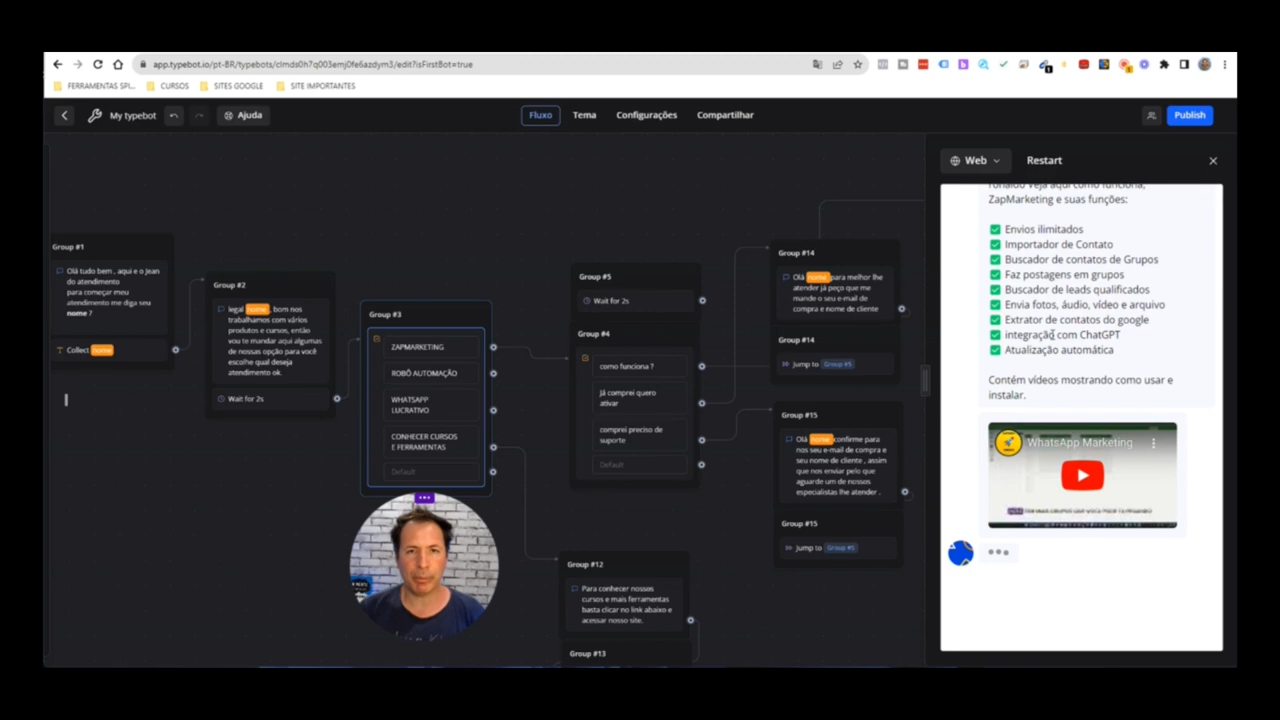 app.typebot.io/pt-BR/typebots/clmds0h7q003emj0fe6azdym3/edit?isFirstBot=true
FERRAMENTAS SPI...
CURSOS
SITES GOOGLE
SITE IMPORTANTES
My typebot
Ajuda
Fluxo
Tema
Configurações
Compartilhar
Publish
Group #1
Olá tudo bem , aqui e o Jean
do atendimento
para começar meu
atendimento me diga seu
nome ?
Collect nome
Group #2
legal nome , bom nos
trabalhamos com vários
produtos e cursos, então
vou te mandar aqui algumas
de nossas opção para você
escolhe qual deseja
atendimento ok.
Wait for 2s
Group #3
ZAPMARKETING
ROBÔ AUTOMAÇÃO
WHATSAPP
LUCRATIVO
CONHECER CURSOS
E FERRAMENTAS
Default
Group #5
Wait for 2s
Group #4
como funciona ?
Já comprei quero
ativar
comprei preciso de
suporte
Default
Group #12
Para conhecer nossos
cursos e mais ferramentas
basta clicar no link abaixo e
acessar nosso site.
Group #13
Group #14
Olá nome para melhor lhe
atender já peço que me
mande o seu e-mail de
compra e nome de cliente
Group #14
Jump to Group #5
Group #15
Olá nome confirme para
nos seu e-mail de compra e
seu nome de cliente , assim
que nos enviar pelo que
aguarde um de nossos
especialistas lhe atender .
Group #15
Jump to Group #5
Web
Restart
ronaldo Veja aqui como funciona,
ZapMarketing e suas funções:
Envios ilimitados
Importador de Contato
Buscador de contatos de Grupos
Faz postagens em grupos
Buscador de leads qualificados
Envia fotos, áudio, vídeo e arquivo
Extrator de contatos do google
integração com ChatGPT
Atualização automática
Contém vídeos mostrando como usar e
instalar.
WhatsApp Marketing